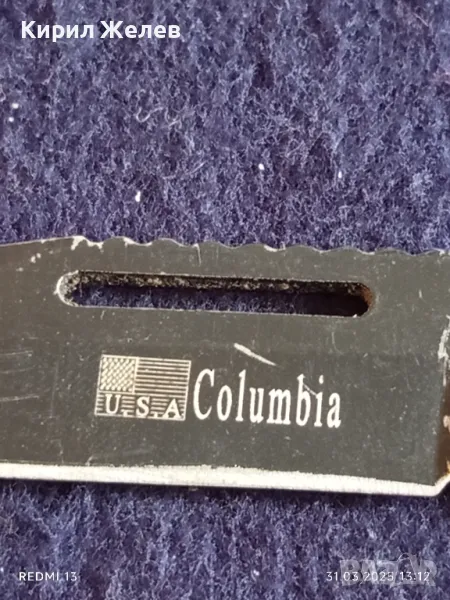 Кирил Желев
U.S.A Columbia
REDMI.13
31.03.2025 13:12